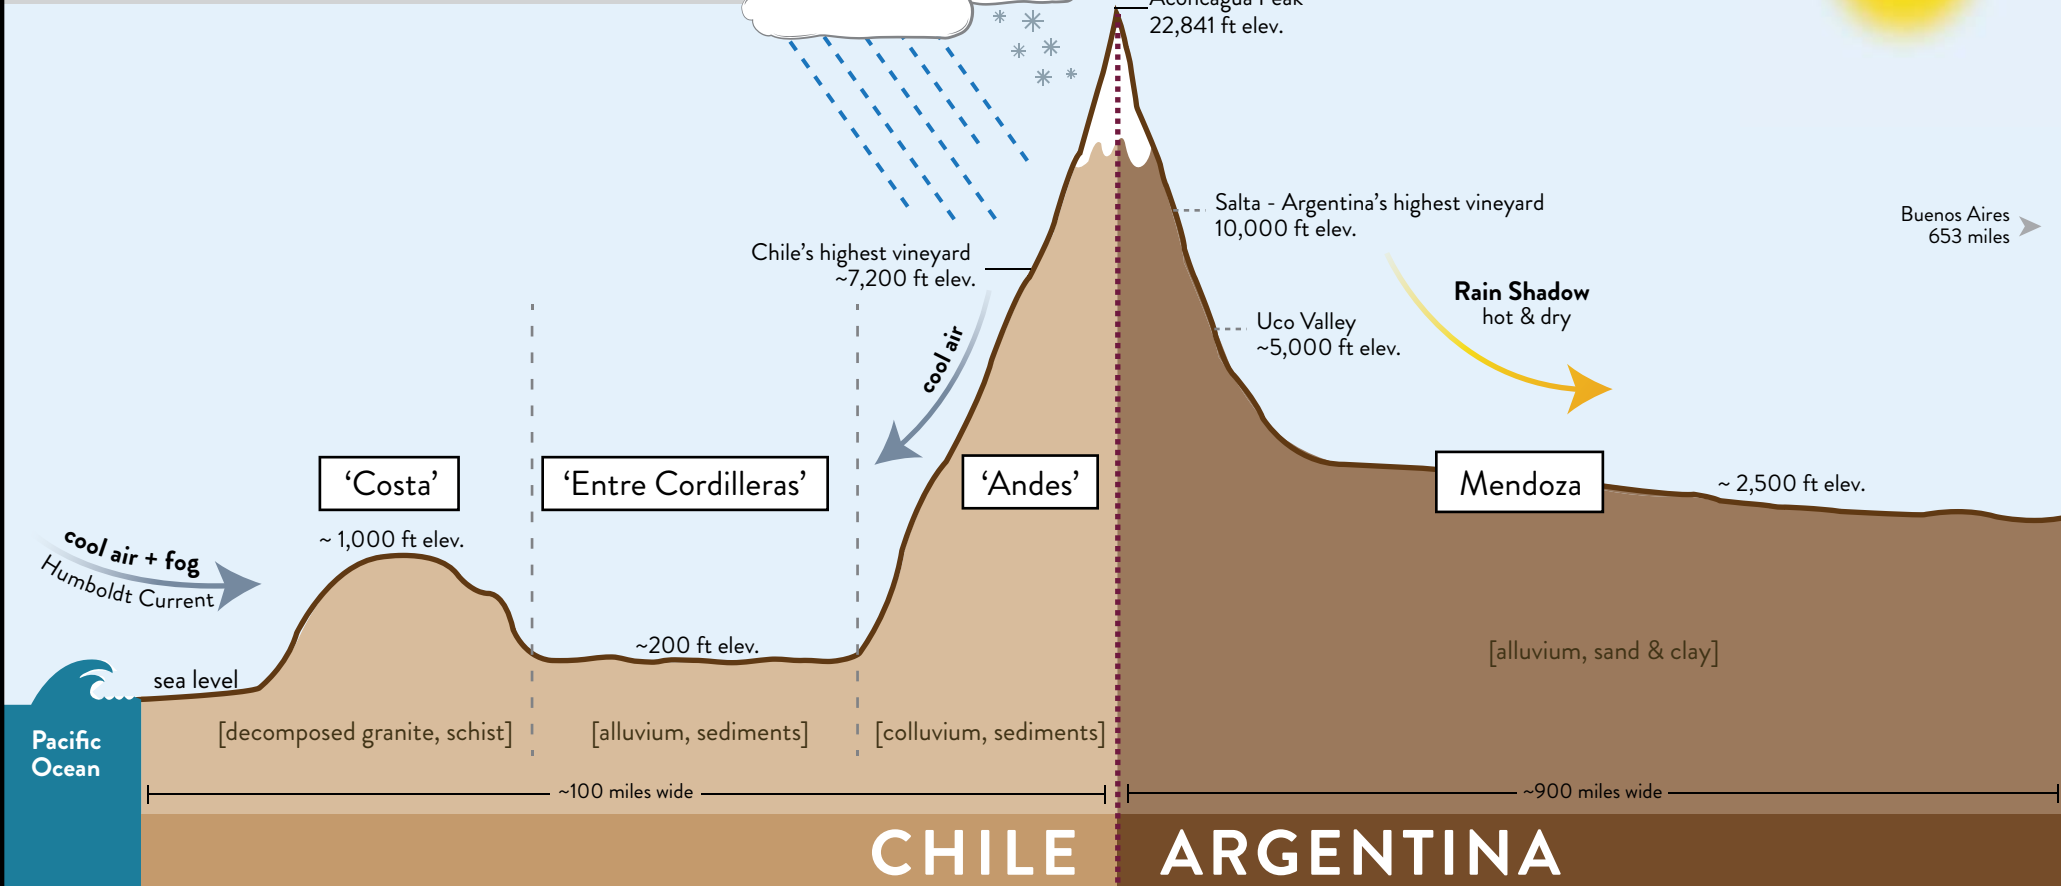 Aconcagua Peak
22,841 ft elev.
Salta - Argentina's highest vineyard
10,000 ft elev.
Buenos Aires
653 miles
Chile's highest vineyard
~7,200 ft elev.
Rain Shadow
hot & dry
Uco Valley
~5,000 ft elev.
cool air
'Costa'
'Entre Cordilleras'
'Andes'
Mendoza
~ 2,500 ft elev.
~ 1,000 ft elev.
cool air + fog
Humboldt Current
~200 ft elev.
sea level
[alluvium, sand & clay]
Pacific
Ocean
[decomposed granite, schist]
[alluvium, sediments]
[colluvium, sediments]
~100 miles wide
~900 miles wide
CHILE
ARGENTINA